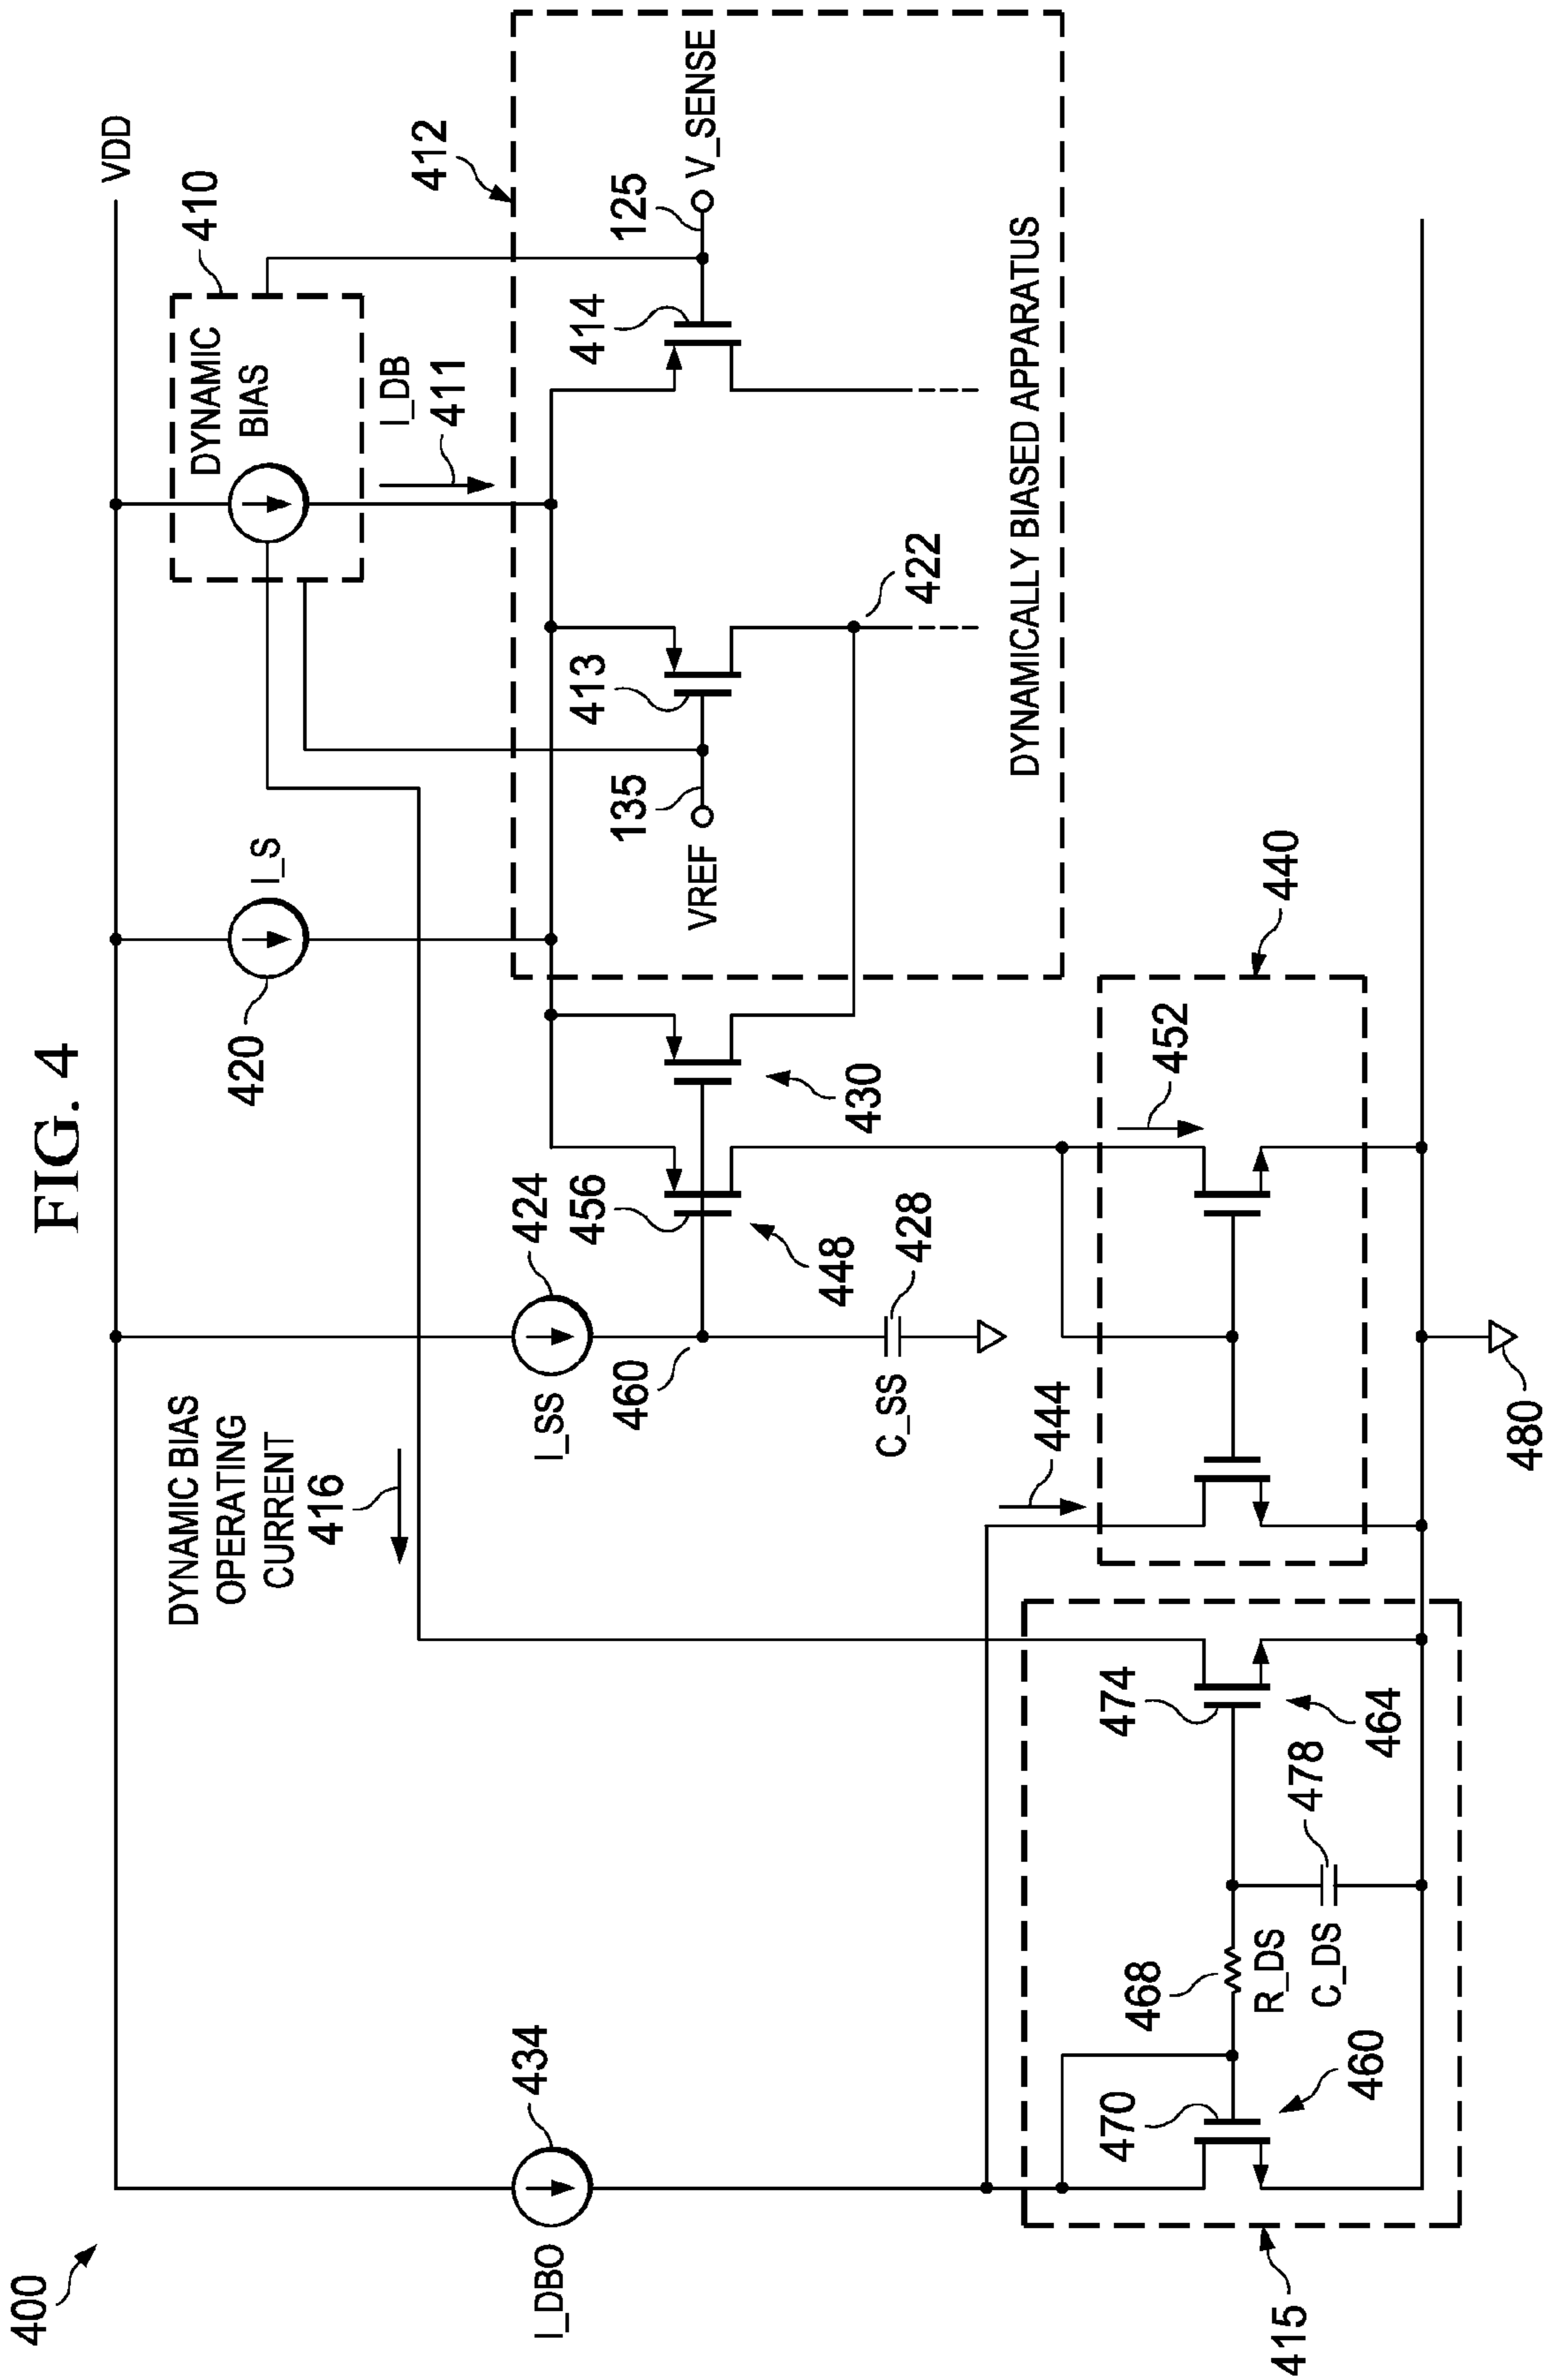 FIG. 4
400
VDD
I_DBO
434
DYNAMIC BIAS
OPERATING
CURRENT
416
I_SS
424
420
I_S
DYNAMIC
BIAS
410
I_DB
411
412
456
448
460
430
VREF
135
413
414
125
V_SENSE
422
C_SS
428
DYNAMICALLY BIASED APPARATUS
444
452
440
415
470
460
468
R_DS
C_DS
478
474
464
480